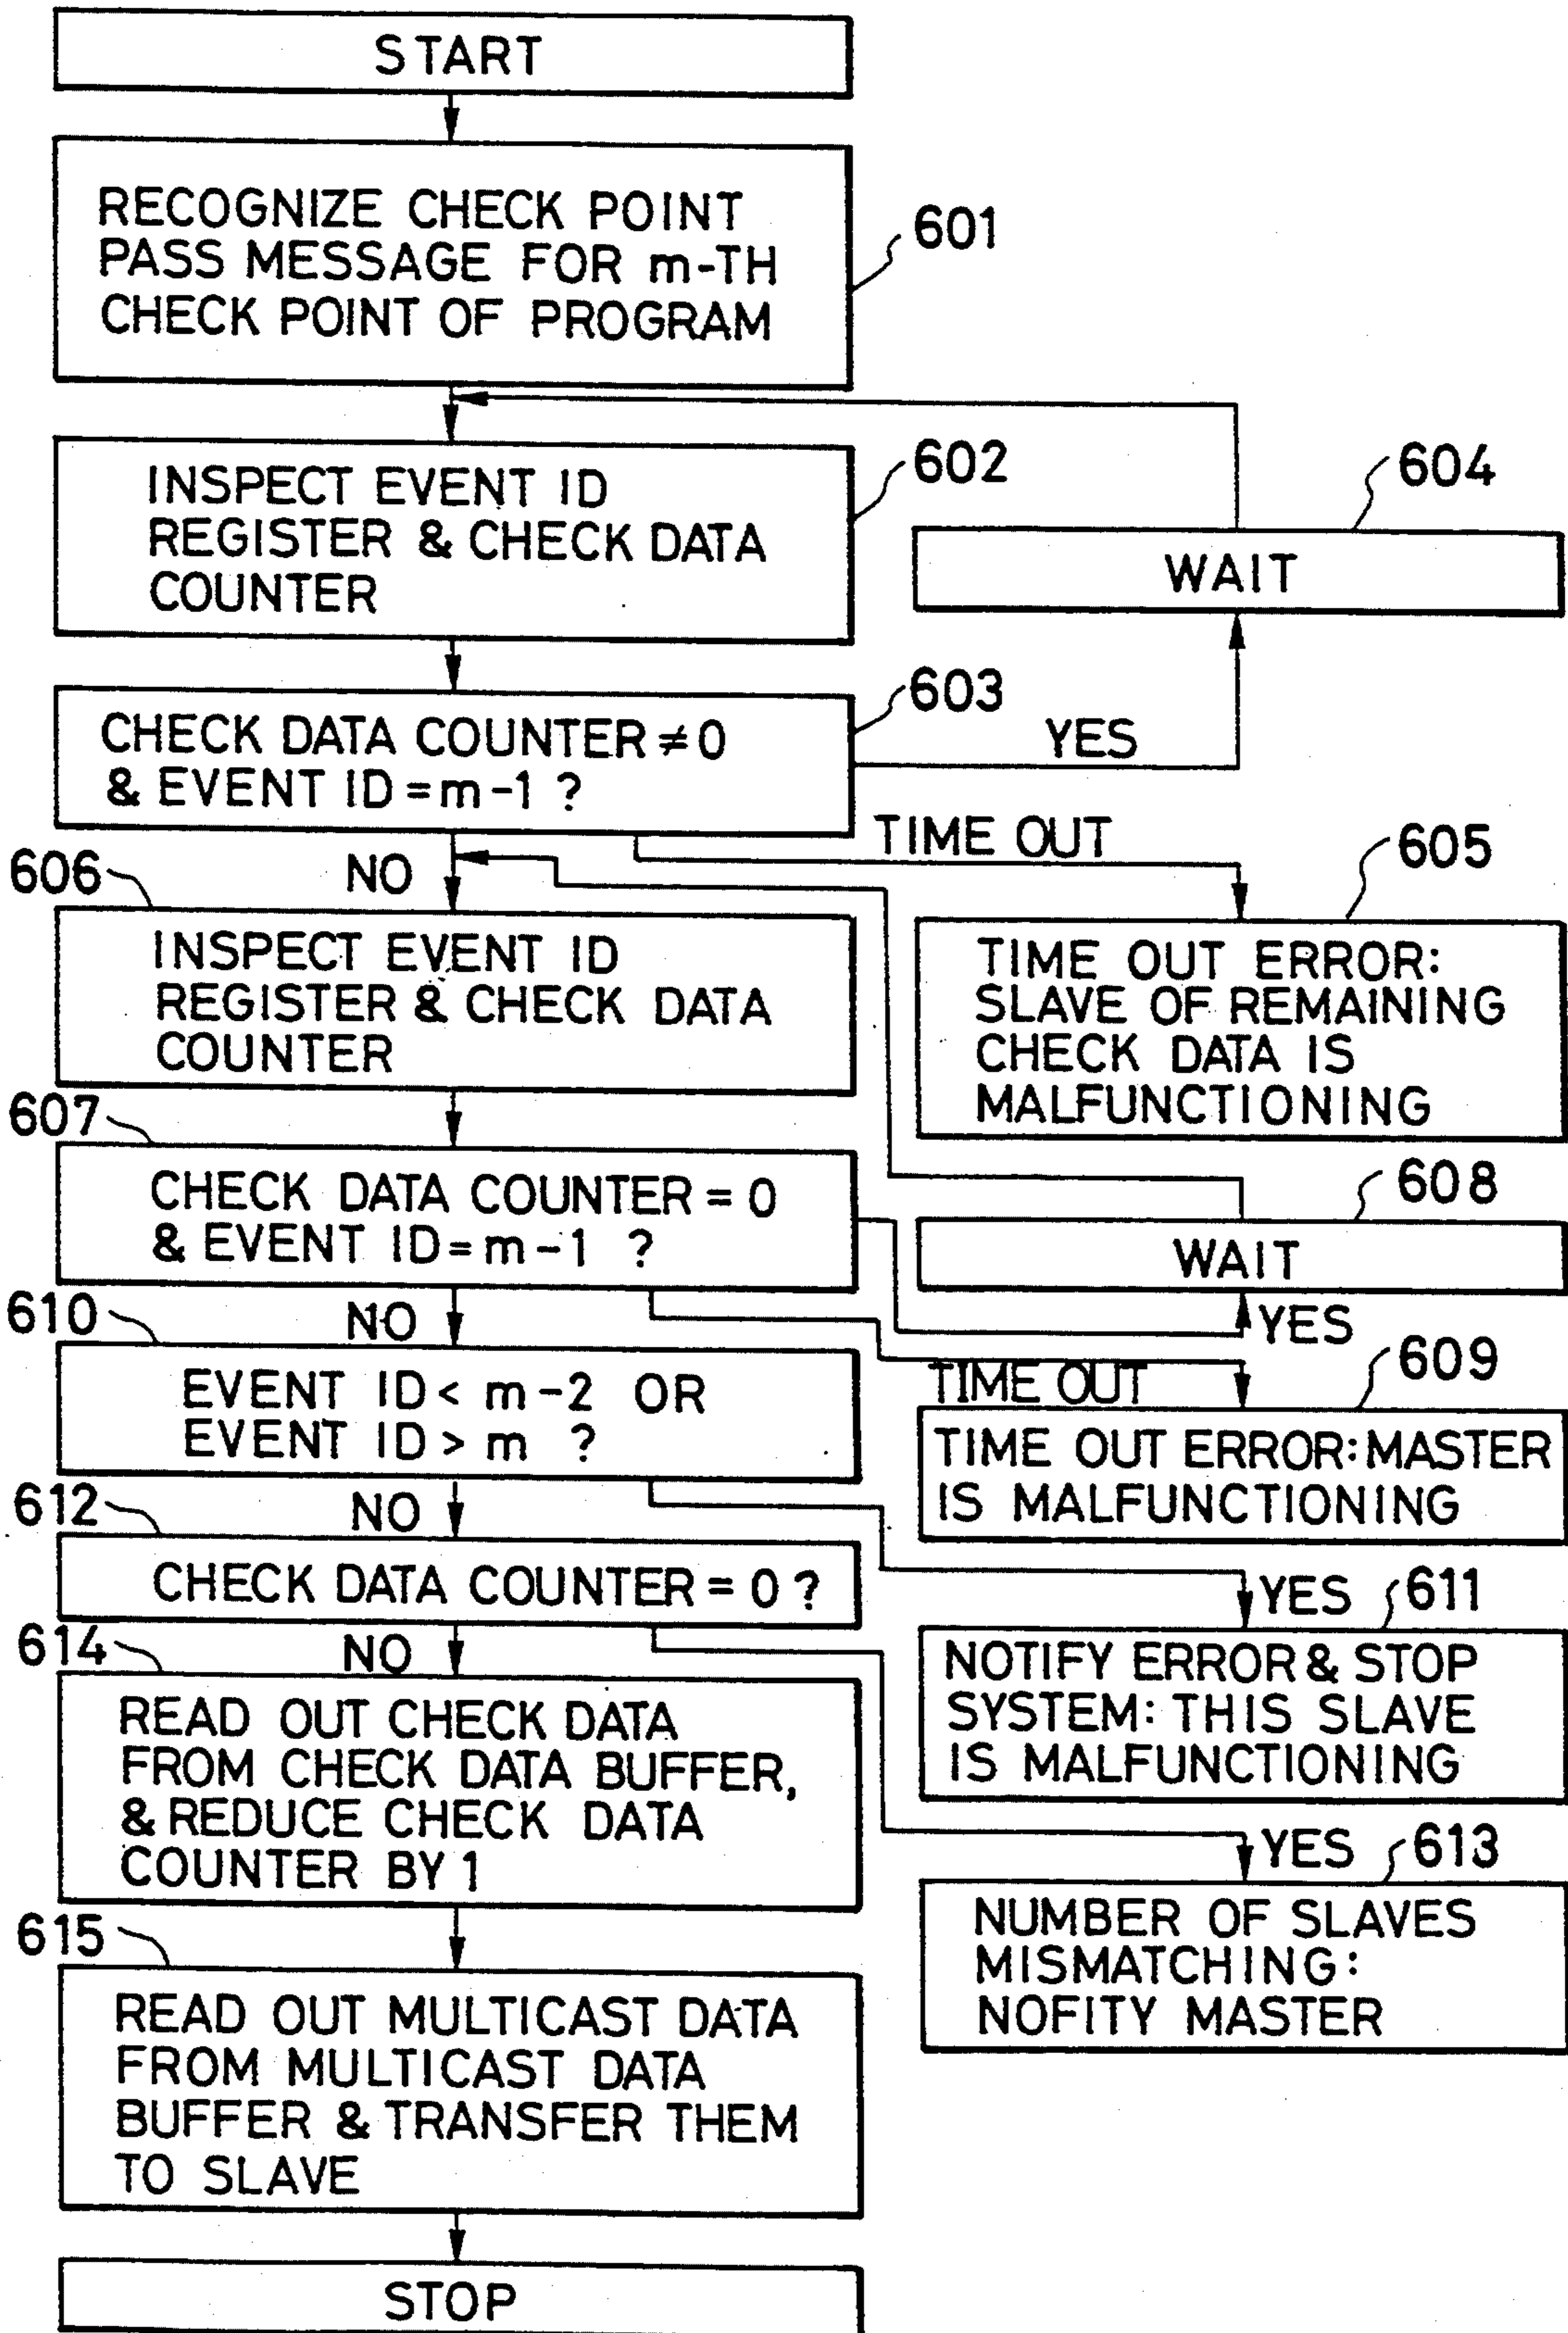 START
RECOGNIZE CHECK POINT
PASS MESSAGE FOR m-TH
CHECK POINT OF PROGRAM
601
INSPECT EVENT ID
REGISTER & CHECK DATA
COUNTER
602
604
WAIT
CHECK DATA COUNTER ≠ 0
& EVENT ID = m-1 ?
603
YES
TIME OUT
NO
605
TIME OUT ERROR:
SLAVE OF REMAINING
CHECK DATA IS
MALFUNCTIONING
606
INSPECT EVENT ID
REGISTER & CHECK DATA
COUNTER
607
CHECK DATA COUNTER = 0
& EVENT ID = m-1 ?
608
WAIT
YES
NO
TIME OUT
609
TIME OUT ERROR: MASTER
IS MALFUNCTIONING
610
EVENT ID < m-2 OR
EVENT ID > m ?
NO
YES
611
NOTIFY ERROR & STOP
SYSTEM: THIS SLAVE
IS MALFUNCTIONING
612
CHECK DATA COUNTER = 0 ?
NO
YES
613
NUMBER OF SLAVES
MISMATCHING:
NOFITY MASTER
614
READ OUT CHECK DATA
FROM CHECK DATA BUFFER,
& REDUCE CHECK DATA
COUNTER BY 1
615
READ OUT MULTICAST DATA
FROM MULTICAST DATA
BUFFER & TRANSFER THEM
TO SLAVE
STOP